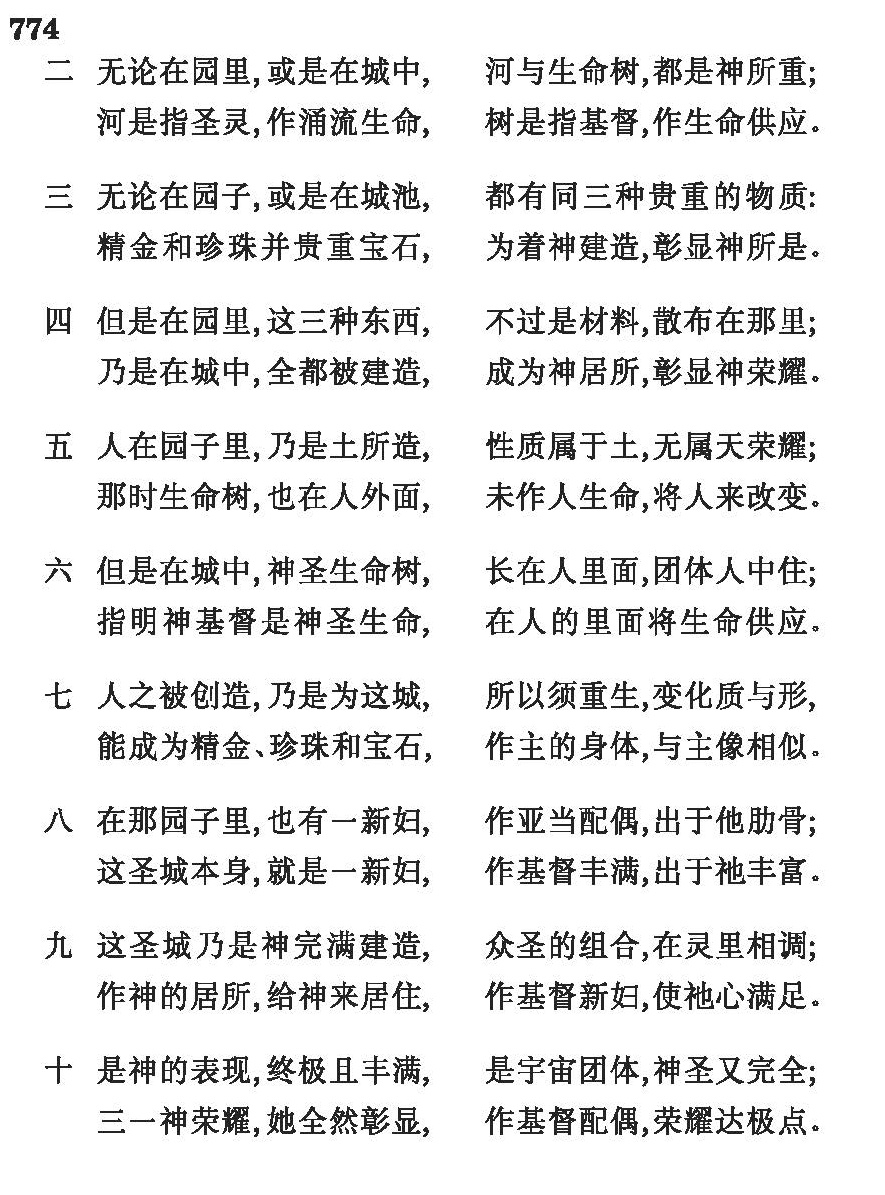 774
二 无论在园里,或是在城中, 河与生命树,都是神所重;
河是指圣灵,作涌流生命, 树是指基督,作生命供应。
三 无论在园子,或是在城池, 都有同三种贵重的物质:
精金和珍珠并贵重宝石, 为着神建造,彰显神所是。
四 但是在园里,这三种东西, 不过是材料,散布在那里;
乃是在城中,全都被建造, 成为神居所,彰显神荣耀。
五 人在园子里,乃是土所造, 性质属于土,无属天荣耀;
那时生命树,也在人外面, 未作人生命,将人来改变。
六 但是在城中,神圣生命树, 长在人里面,团体人中住;
指明神基督是神圣生命, 在人的里面将生命供应。
七 人之被创造,乃是为这城, 所以须重生,变化质与形,
能成为精金、珍珠和宝石, 作主的身体,与主像相似。
八 在那园子里,也有一新妇, 作亚当配偶,出于他肋骨;
这圣城本身,就是一新妇, 作基督丰满,出于祂丰富。
九 这圣城乃是神完满建造, 众圣的组合,在灵里相调;
作神的居所,给神来居住, 作基督新妇,使祂心满足。
十 是神的表现,终极且丰满, 是宇宙团体,神圣又完全;
三一神荣耀,她全然彰显, 作基督配偶,荣耀达极点。